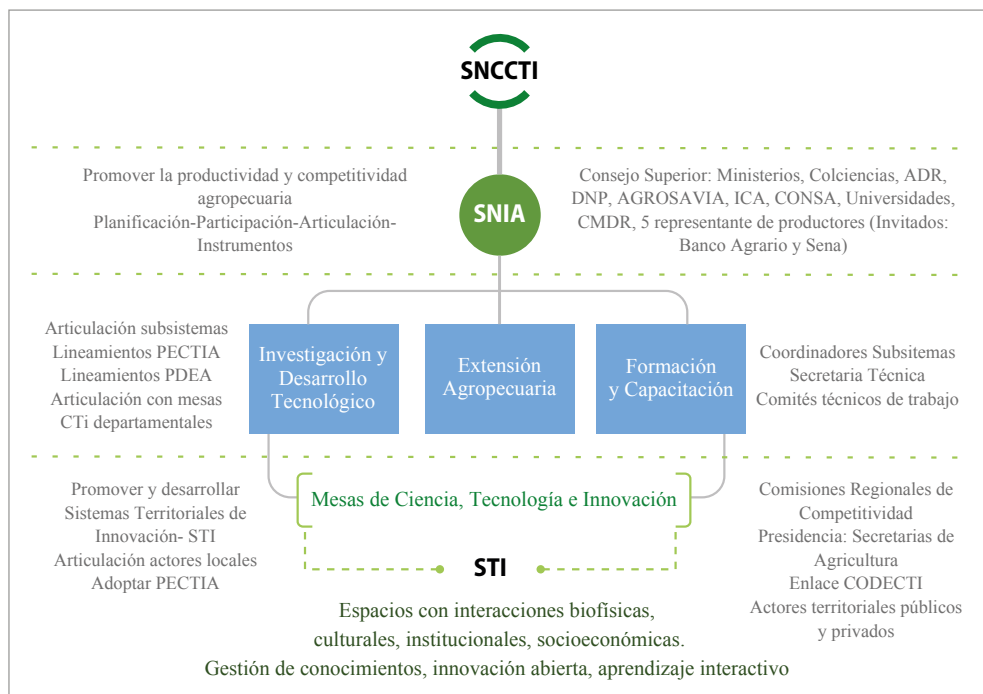 SNCCTI
Promover la productividad y competitividad
agropecuaria
Planificación-Participación-Articulación-
Instrumentos
SNIA
Consejo Superior: Ministerios, Colciencias, ADR,
DNP, AGROSAVIA, ICA, CONSA, Universidades,
CMDR, 5 representante de productores (Invitados:
Banco Agrario y Sena)
Articulación subsistemas
Lineamientos PECTIA
Lineamientos PDEA
Articulación con mesas
CTi departamentales
Investigación y
Desarrollo
Tecnológico
Extensión
Agropecuaria
Formación
y Capacitación
Coordinadores Subsitemas
Secretaria Técnica
Comités técnicos de trabajo
Promover y desarrollar
Sistemas Territoriales de
Innovación- STI
Articulación actores locales
Adoptar PECTIA
Mesas de Ciencia, Tecnología e Innovación
Comisiones Regionales de
Competitividad
Presidencia: Secretarias de
Agricultura
Enlace CODECTI
Actores territoriales públicos
y privados
STI
Espacios con interacciones biofísicas,
culturales, institucionales, socioeconómicas.
Gestión de conocimientos, innovación abierta, aprendizaje interactivo